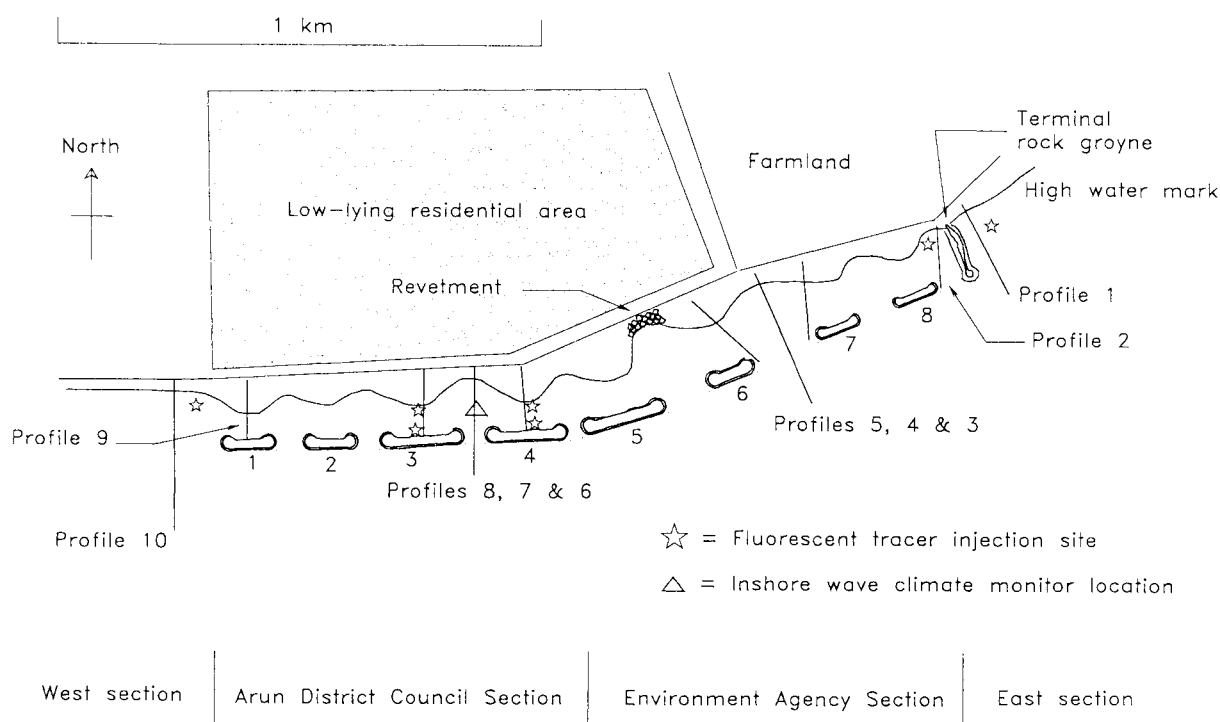 1 km
North
Low-lying residential area
Farmland
Terminal
rock groyne
High water mark
Revetment
Profile 1
Profile 2
8
7
6
5
Profiles 5, 4 & 3
Profile 9
1
2
3
4
Profiles 8, 7 & 6
Profile 10
= Fluorescent tracer injection site
= Inshore wave climate monitor location
West section
Arun District Council Section
Environment Agency Section
East section